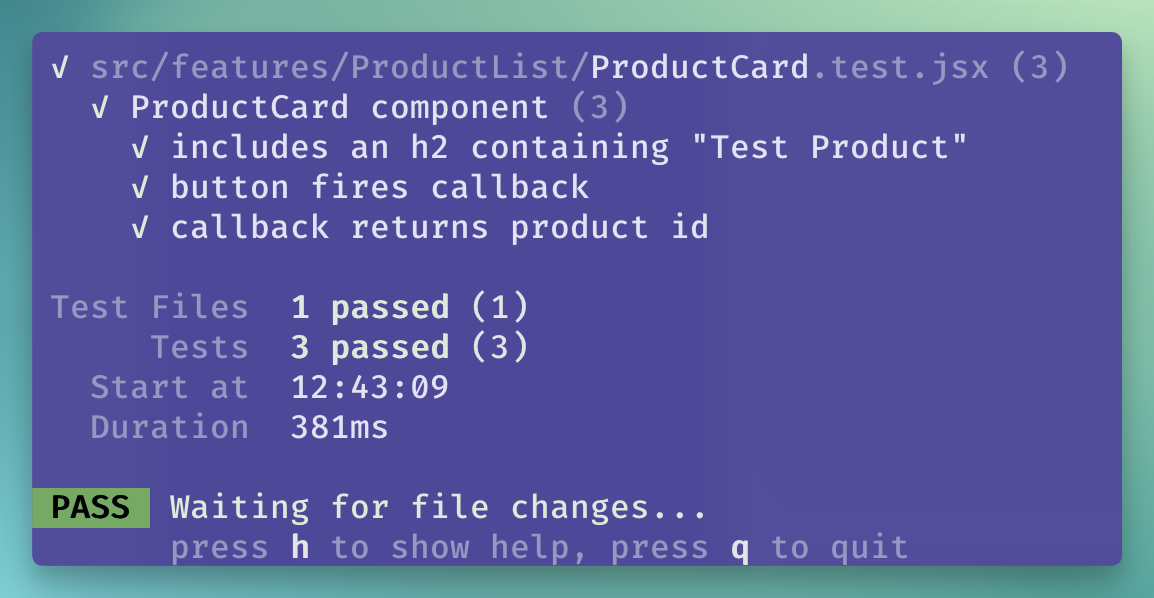 √ src/features/ProductList/ProductCard.test.jsx (3)
√ ProductCard component (3)
√ includes an h2 containing "Test Product"
√ button fires callback
√ callback returns product id
Test Files 1 passed (1)
Tests 3 passed (3)
Start at 12:43:09
Duration 381ms
PASS Waiting for file changes...
press h to show help, press q to quit